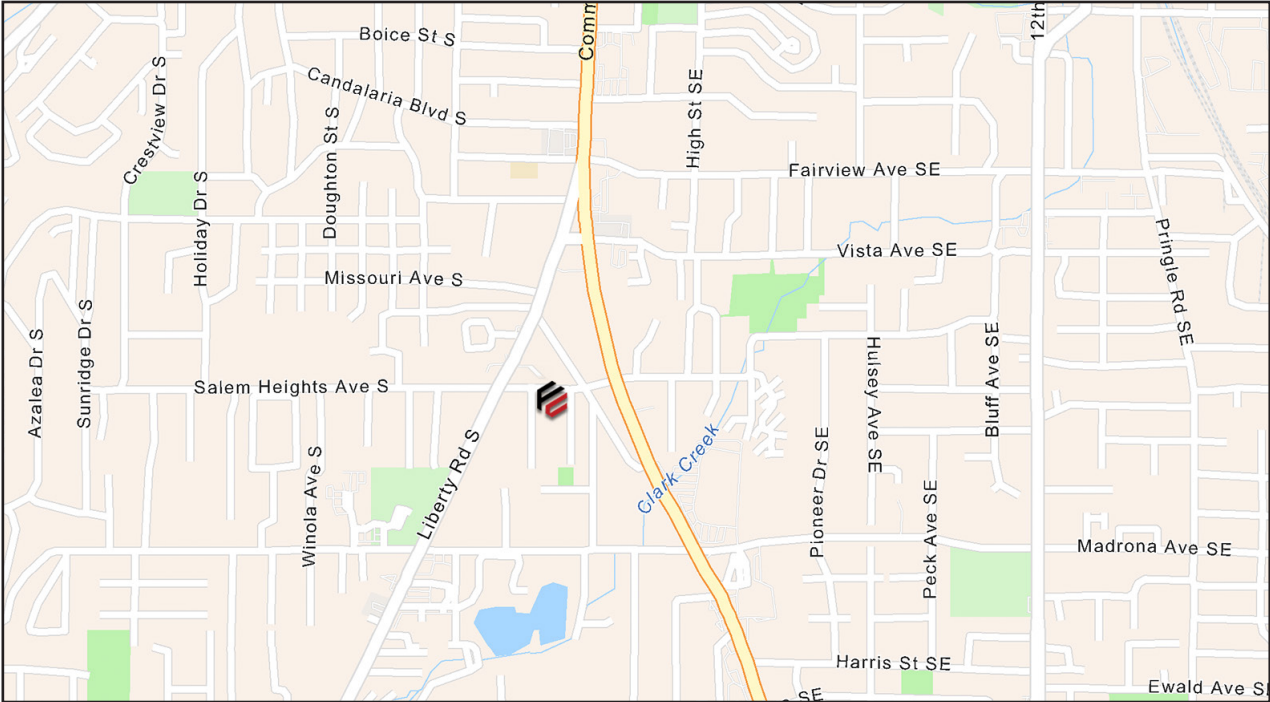 Boice St S
Comm
12th
Candalaria Blvd S
Crestview Dr S
High St SE
Doughton St S
Fairview Ave SE
Holiday Dr S
Vista Ave SE
Pringle Rd SE
Missouri Ave S
Azalea Dr S
Sunridge Dr S
Hulsey Ave SE
Bluff Ave SE
Salem Heights Ave S
Liberty Rd S
Clark Creek
Winola Ave S
Pioneer Dr SE
Peck Ave SE
Madrona Ave SE
Harris St SE
Ewald Ave S
SE